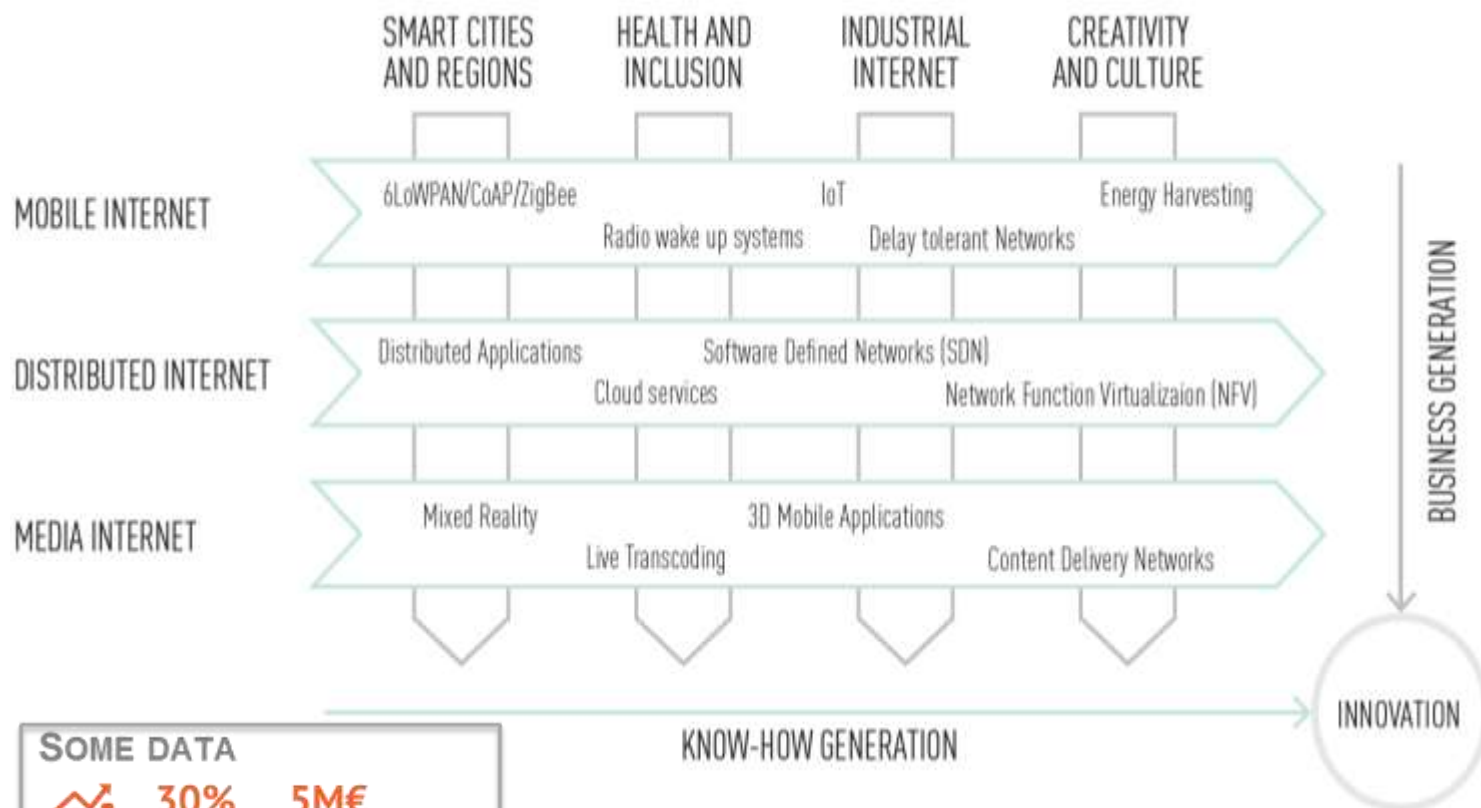 SMART CITIES
AND REGIONS
HEALTH AND
INCLUSION
INDUSTRIAL
INTERNET
CREATIVITY
AND CULTURE
MOBILE INTERNET
6LoWPAN/CoAP/ZigBee
IoT
Energy Harvesting
Radio wake up systems
Delay tolerant Networks
DISTRIBUTED INTERNET
Distributed Applications
Software Defined Networks (SDN)
Cloud services
Network Function Virtualizaion (NFV)
MEDIA INTERNET
Mixed Reality
3D Mobile Applications
Live Transcoding
Content Delivery Networks
BUSINESS GENERATION
INNOVATION
KNOW-HOW GENERATION
SOME DATA
30% 5M€